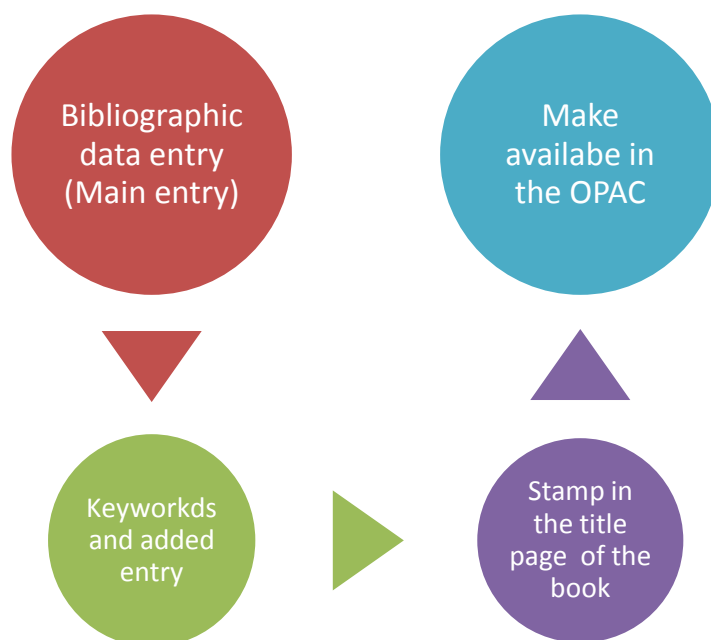 Bibliographic
data entry
(Main entry)
Make
availabe in
the OPAC
Keyworkds
and added
entry
Stamp in
the title
page of the
book